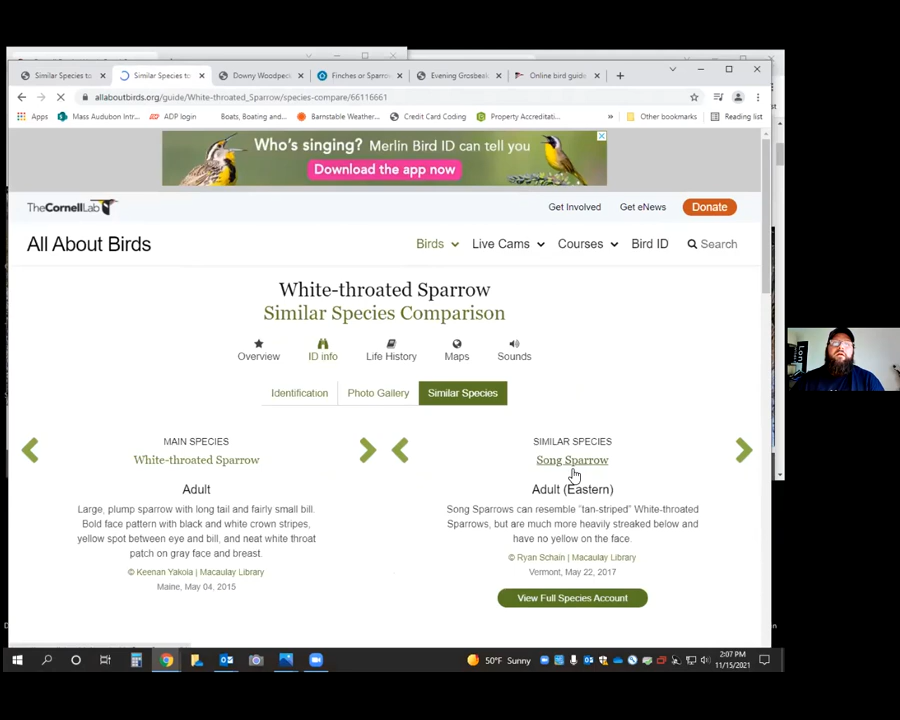 Similar Species to
Similar Species to
Downy Woodpeck
Finches or Sparrow
Evening Grosbeak
Online bird guide
allaboutbirds.org/guide/White-throated_Sparrow/species-compare/66116661
Apps
Mass Audubon Intr...
ADP login
Boats, Boating and...
Barnstable Weather...
Credit Card Coding
Property Accreditati...
»
Other bookmarks
Reading list
Who's singing? Merlin Bird ID can tell you
Download the app now
TheCornellLab
Get Involved
Get eNews
Donate
All About Birds
Birds
Live Cams
Courses
Bird ID
Search
White-throated Sparrow
Similar Species Comparison
Overview
ID info
Life History
Maps
Sounds
Identification
Photo Gallery
Similar Species
MAIN SPECIES
White-throated Sparrow
Adult
Large, plump sparrow with long tail and fairly small bill.
Bold face pattern with black and white crown stripes,
yellow spot between eye and bill, and neat white throat
patch on gray face and breast.
© Keenan Yakola | Macaulay Library
Maine, May 04, 2015
SIMILAR SPECIES
Song Sparrow
Adult (Eastern)
Song Sparrows can resemble "tan-striped" White-throated
Sparrows, but are much more heavily streaked below and
have no yellow on the face.
© Ryan Schain | Macaulay Library
Vermont, May 22, 2017
View Full Species Account
50°F Sunny
2:07 PM
11/15/2021